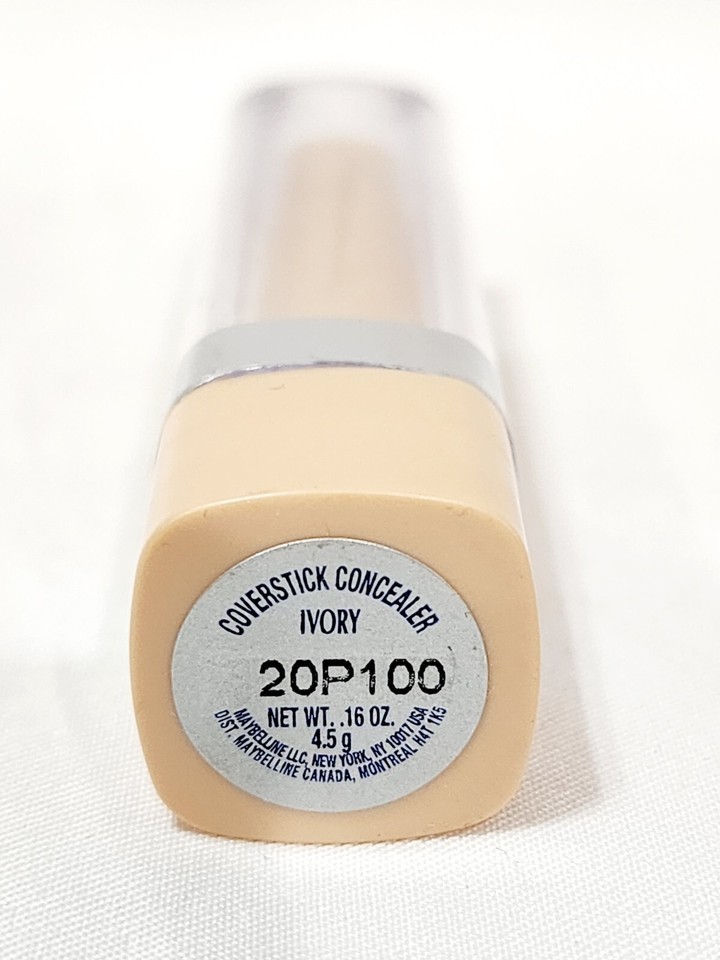 COVERSTICK CONCEALER
IVORY
20P100
NET WT. .16 OZ.
4.5 g
MAYBELLINE LLC, NEW YORK, NY 10017 USA
DIST. MAYBELLINE CANADA, MONTREAL H4T 1K5